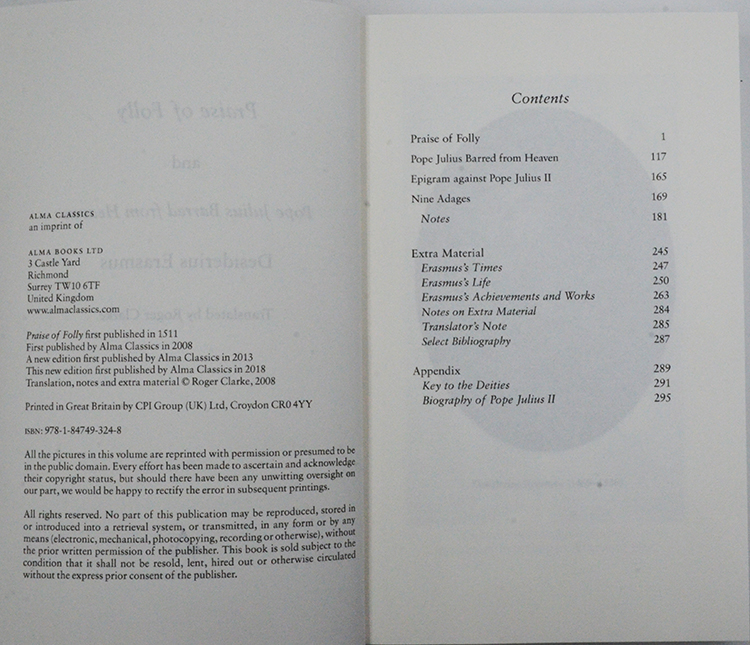 ALMA CLASSICS
an imprint of
ALMA BOOKS LTD
3 Castle Yard
Richmond
Surrey TW10 6TF
United Kingdom
www.almaclassics.com
Praise of Folly first published in 1511
First published by Alma Classics in 2008
A new edition first published by Alma Classics in 2013
This new edition first published by Alma Classics in 2018
Translation, notes and extra material © Roger Clarke, 2008
Printed in Great Britain by CPI Group (UK) Ltd, Croydon CR0 4YY
ISBN: 978-1-84749-324-8
All the pictures in this volume are reprinted with permission or presumed to be
in the public domain. Every effort has been made to ascertain and acknowledge
their copyright status, but should there have been any unwitting oversight on
our part, we would be happy to rectify the error in subsequent printings.
All rights reserved. No part of this publication may be reproduced, stored in
or introduced into a retrieval system, or transmitted, in any form or by any
means (electronic, mechanical, photocopying, recording or otherwise), without
the prior written permission of the publisher. This book is sold subject to the
condition that it shall not be resold, lent, hired out or otherwise circulated
without the express prior consent of the publisher.
Contents
Praise of Folly 1
Pope Julius Barred from Heaven 117
Epigram against Pope Julius II 165
Nine Adages 169
Notes 181
Extra Material 245
Erasmus's Times 247
Erasmus's Life 250
Erasmus's Achievements and Works 263
Notes on Extra Material 284
Translator's Note 285
Select Bibliography 287
Appendix 289
Key to the Deities 291
Biography of Pope Julius II 295